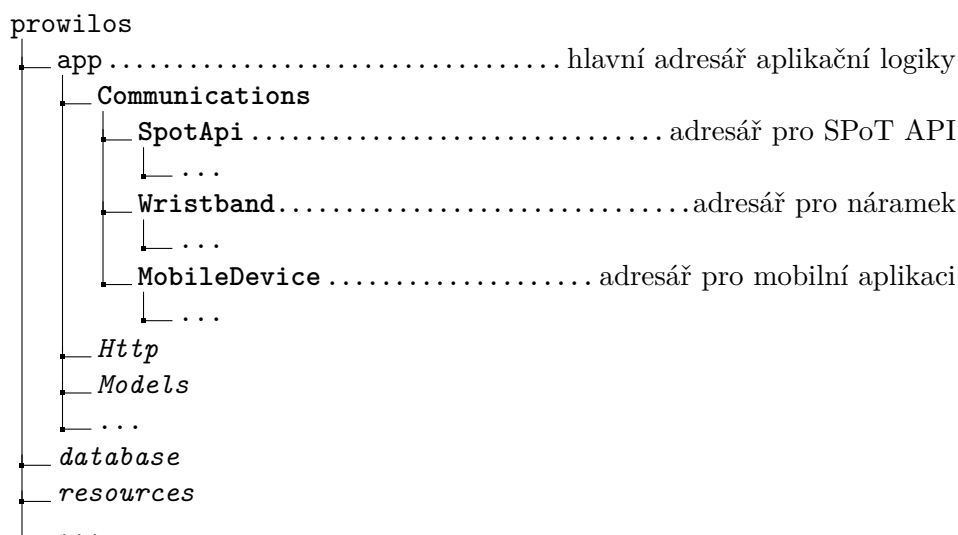 prowilos
app.................................. hlavní adresář aplikační logiky
Communications
SpotApi............................... adresář pro SPoT API
...
Wristband...............................adresář pro náramek
...
MobileDevice.................... adresář pro mobilní aplikaci
...
Http
Models
...
database
resources
...